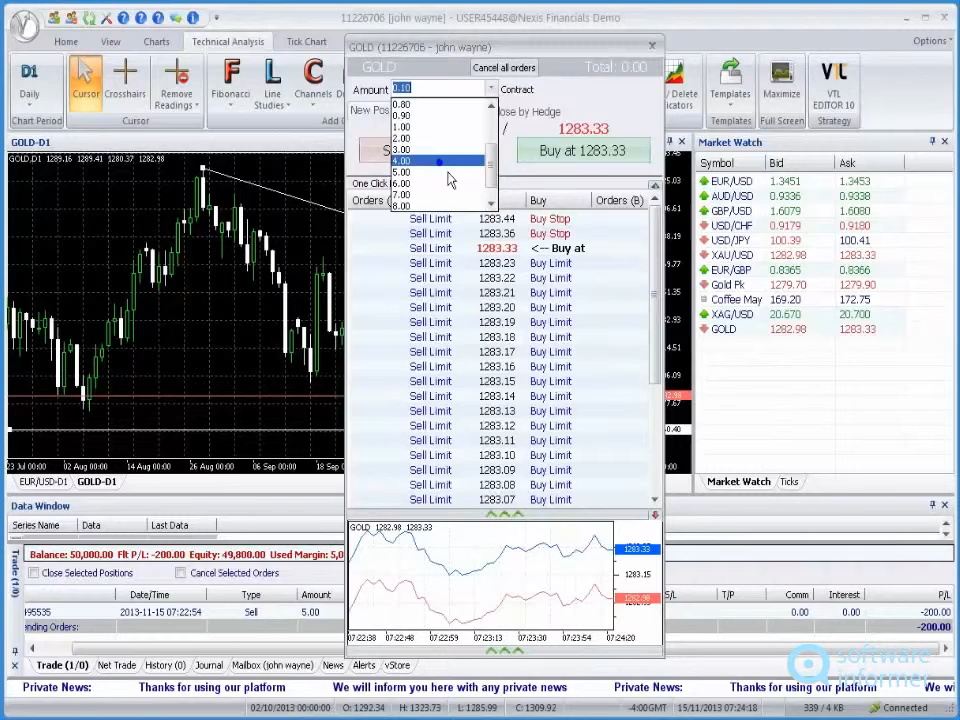 11226706 [john wayne] - USER45448@Nexis Financials Demo
Home View Charts Technical Analysis Tick Chart Options
D1
Daily
Cursor
Crosshairs
Remove
Readings
Fibonacci
Line
Studies
Channels
Delete
Templates
Maximize
VTL
EDITOR 10
Chart Period Cursor Templates Full Screen Strategy
GOLD (11226706 - john wayne)
GOLD Cancel all orders Total: 0.00
Amount 0.10 Contract
0.80
0.90
1.00
2.00
3.00
4.00
5.00
6.00
7.00
8.00
New Pos
/ 1283.33
Buy at 1283.33
One Click
Orders ( Buy Orders (B)
Sell Limit 1283.44 Buy Stop
Sell Limit 1283.36 Buy Stop
Sell Limit 1283.33 <-- Buy at
Sell Limit 1283.23 Buy Limit
Sell Limit 1283.22 Buy Limit
Sell Limit 1283.21 Buy Limit
Sell Limit 1283.20 Buy Limit
Sell Limit 1283.19 Buy Limit
Sell Limit 1283.18 Buy Limit
Sell Limit 1283.17 Buy Limit
Sell Limit 1283.16 Buy Limit
Sell Limit 1283.15 Buy Limit
Sell Limit 1283.14 Buy Limit
Sell Limit 1283.13 Buy Limit
Sell Limit 1283.12 Buy Limit
Sell Limit 1283.11 Buy Limit
Sell Limit 1283.10 Buy Limit
Sell Limit 1283.09 Buy Limit
Sell Limit 1283.08 Buy Limit
Sell Limit 1283.07 Buy Limit
GOLD 1282.98 1283.33
1283.33
1283.15
1282.98
07:22:38 07:22:48 07:22:59 07:23:13 07:23:30 07:23:54 07:24:20
GOLD-D1
GOLD,D1 1289.16 1289.41 1280.37 1282.98
23 Jul 00:00 02 Aug 00:00 14 Aug 00:00 26 Aug 00:00 06 Sep 00:00 18 Sep
EUR/USD-D1 GOLD-D1
Market Watch
Symbol Bid Ask
EUR/USD 1.3451 1.3453
AUD/USD 0.9336 0.9338
GBP/USD 1.6079 1.6080
USD/CHF 0.9179 0.9180
USD/JPY 100.39 100.41
XAU/USD 1282.98 1283.33
EUR/GBP 0.8365 0.8366
Gold Pk 1279.70 1279.90
Coffee May 169.20 172.75
XAG/USD 20.670 20.700
GOLD 1282.98 1283.33
Market Watch Ticks
Data Window
Series Name Data Last Data
Balance: 50,000.00 Flt P/L: -200.00 Equity: 49,800.00 Used Margin: 5,0
Close Selected Positions Cancel Selected Orders
Date/Time Type Amount S/L T/P Comm Interest P/L
95535 2013-11-15 07:22:54 Sell 5.00 0.00 0.00 -200.00
nding Orders: -200.00
Trade (1/0)
Trade (1/0) Net Trade History (0) Journal Mailbox (john wayne) News Alerts vStore
Private News: Thanks for using our platform We will inform you here with any private news Private News: Thanks for using our platform We wi
02/10/2013 00:00:00 O: 1292.34 H: 1323.73 L: 1285.99 C: 1309.92 -4:00GMT 15/11/2013 07:24:18 339 / 4 KB Connected
software
informer